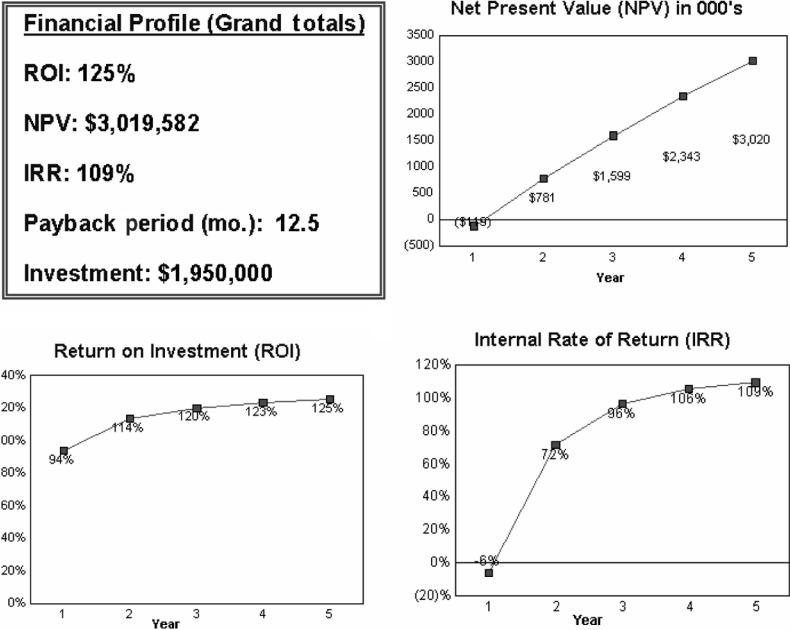 Financial Profile (Grand totals)
ROI: 125%
NPV: $3,019,582
IRR: 109%
Payback period (mo.): 12.5
Investment: $1,950,000
Net Present Value (NPV) in 000's
3500
3000
2500
2000
1500
1000
500
0
(500)
($119)
$781
$1,599
$2,343
$3,020
1 2 3 4 5
Year
Return on Investment (ROI)
40%
20%
00%
80%
60%
40%
20%
0%
94%
114%
120%
123%
125%
1 2 3 4 5
Year
Internal Rate of Return (IRR)
120%
100%
80%
60%
40%
20%
0%
(20)%
-6%
72%
96%
106%
109%
1 2 3 4 5
Year